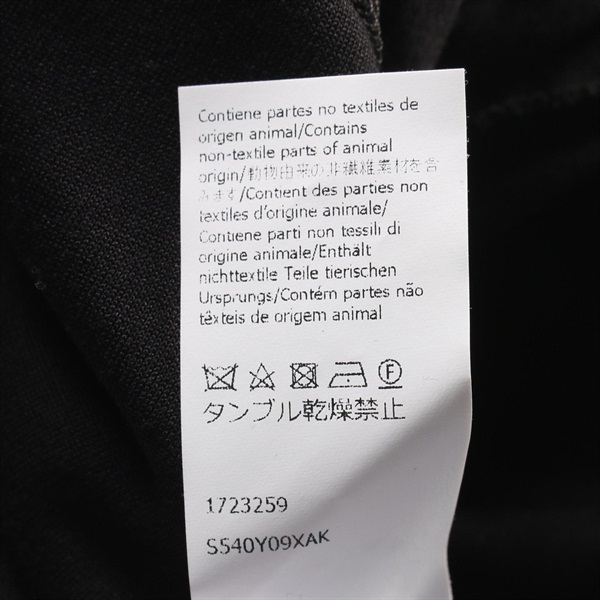 Contiene partes no textiles de
origen animal/Contains
non-textile parts of animal
origin/動物由来の非繊維素材を含
みます/Contient des parties non
textiles d'origine animale/
Contiene parti non tessili di
origine animale/Enthält
nichttextile Teile tierischen
Ursprungs/Contém partes não
têxteis de origem animal
F
タンブル乾燥禁止
1723259
S540Y09XAK